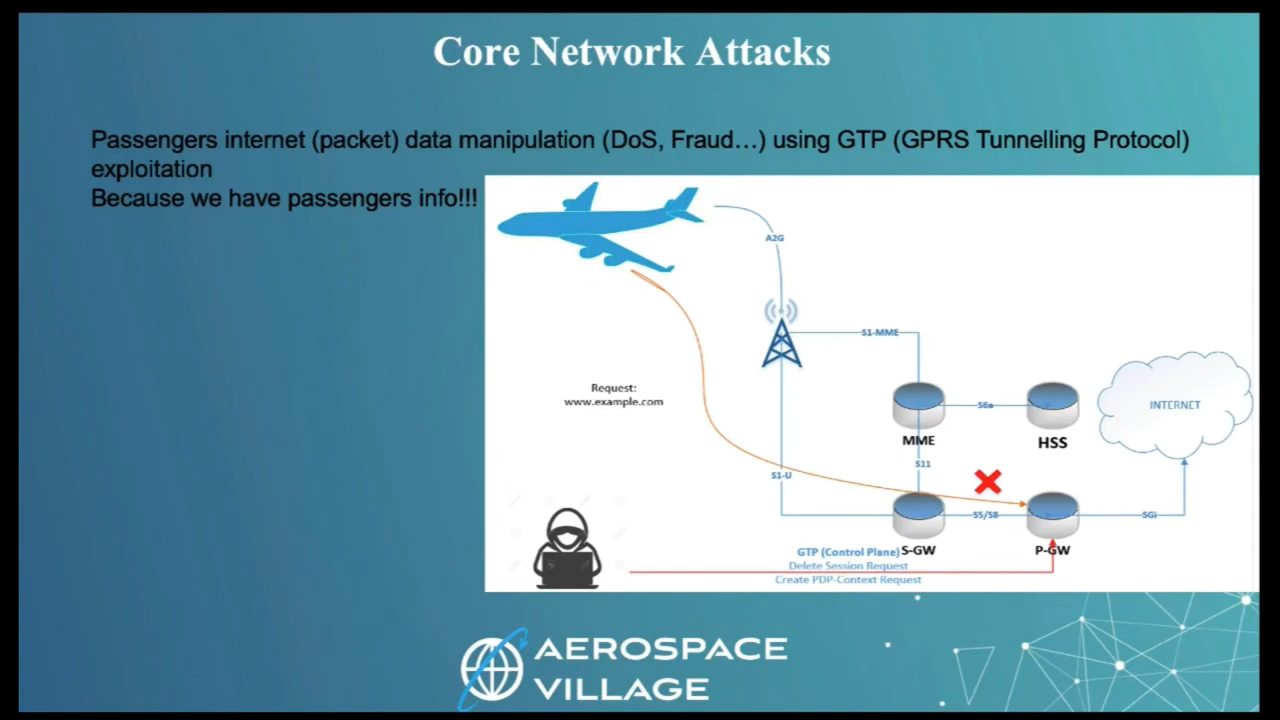 Core Network Attacks
Passengers internet (packet) data manipulation (DoS, Fraud…) using GTP (GPRS Tunnelling Protocol)
exploitation
Because we have passengers info!!!
A2G
S1-MME
Request:
www.example.com
S6a
INTERNET
MME
HSS
S11
S1-U
S5/S8
SGi
GTP (Control Plane)
S-GW
P-GW
Delete Session Request
Create PDP-Context Request
AEROSPACE
VILLAGE